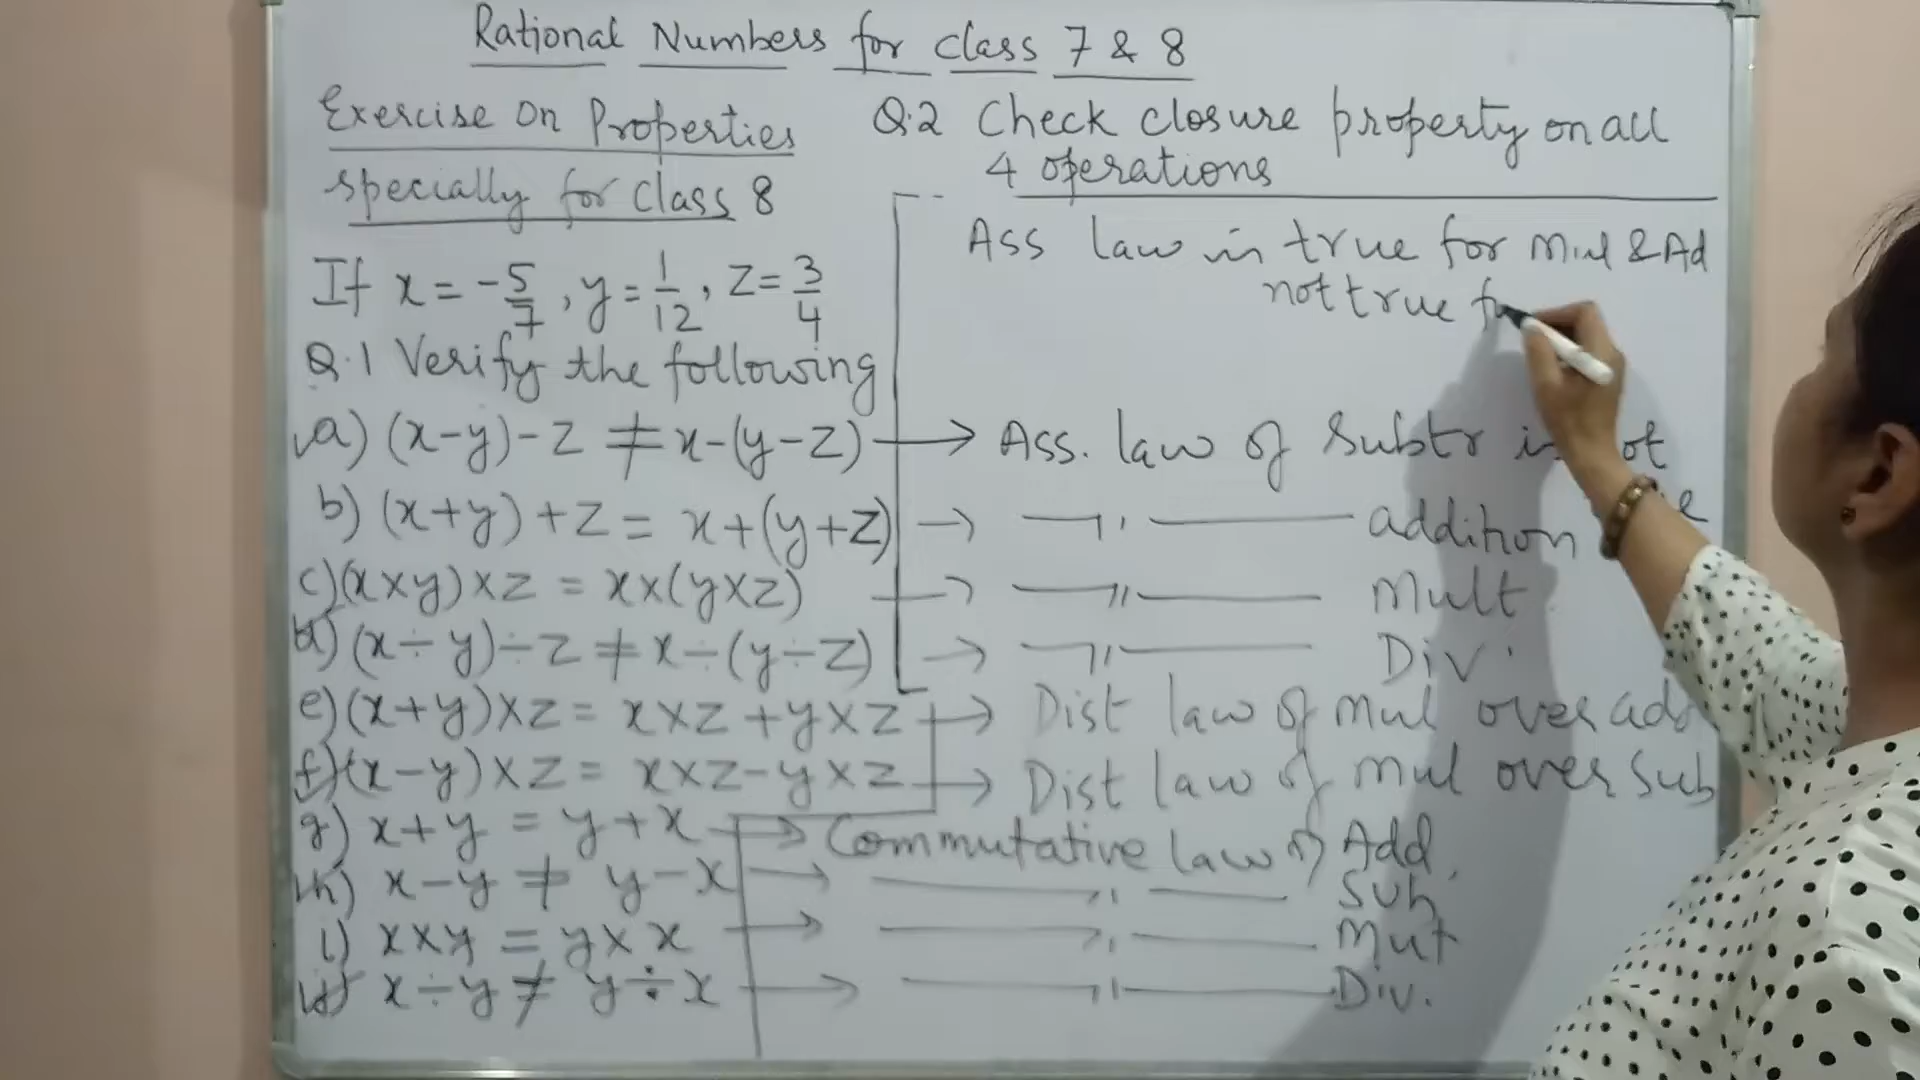 Rational Numbers for class 7 & 8
Exercise On Properties
specially for Class 8
If x = -5/7, y = 1/12, z = 3/4
Q.1 Verify the following
a) (x-y)-z ≠ x-(y-z) → Ass. law of Subtr
b) (x+y)+z = x+(y+z) → —〃— addition
c) (x×y)×z = x×(y×z) → —〃— Mult
d) (x÷y)÷z ≠ x÷(y÷z) → —〃— Div.
e) (x+y)×z = x×z+y×z → Dist law of mul over add
f) (x-y)×z = x×z-y×z → Dist law of mul over sub
g) x+y = y+x → Commutative law of Add.
h) x-y ≠ y-x → —〃— Sub
i) x×y = y×x → —〃— Mut
x÷y ≠ y÷x → —〃— Div.
Q.2 Check closure property on all
4 operations
Ass law in true for Mul & Ad
not true